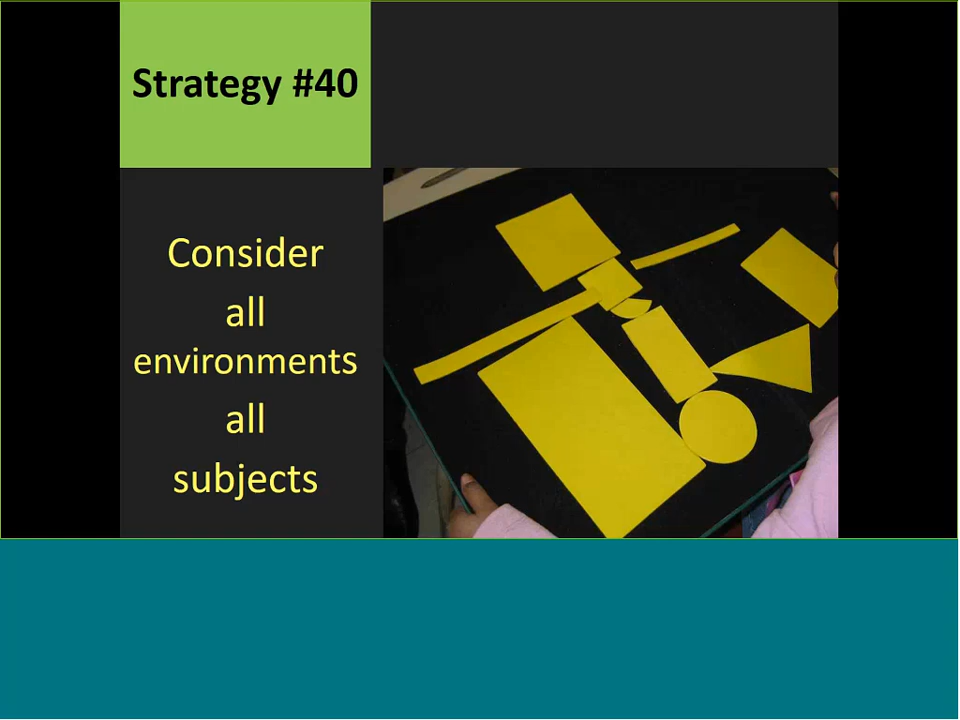 Strategy #40
Consider
all
environments
all
subjects